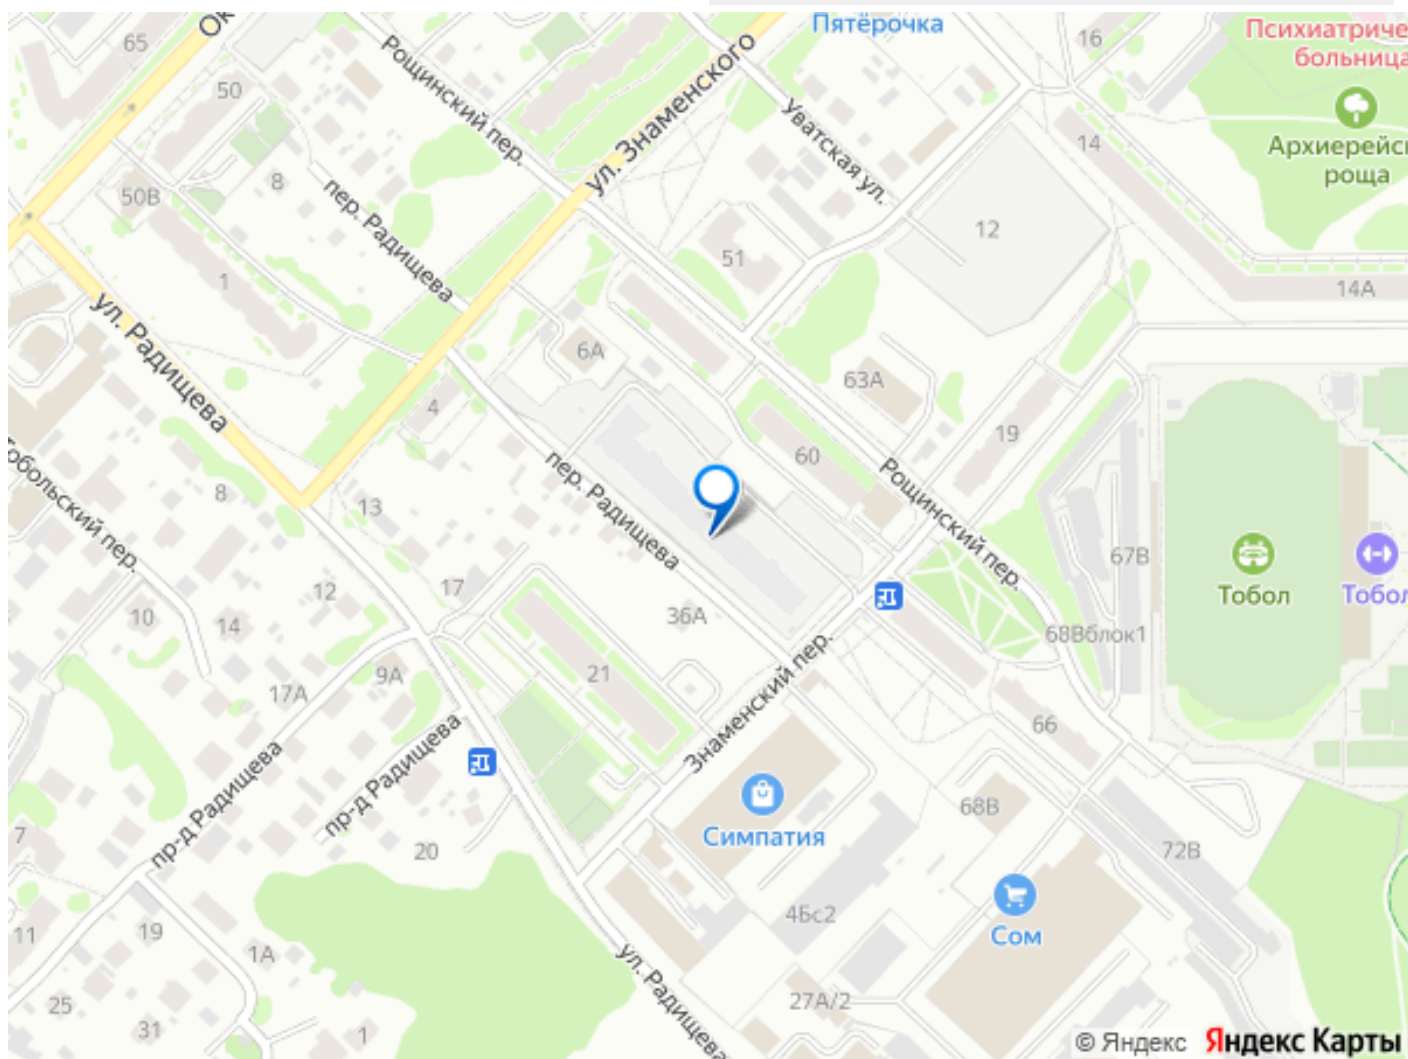 Ок
65
Рощинский пер.
50
ул. Знаменского
Пятёрочка
16
Психиатриче
больница
Уватская ул.
14
Архиерейск
роща
50В
8
пер. Радищева
12
51
1
14А
ул. Радищева
6А
63А
4
19
60
Рощинский пер.
Тобольский пер.
8
13
пер. Радищева
67В
Тобол
Тобол
12
17
10
14
36А
68Вблок1
9А
21
17А
Знаменский пер.
66
пр-д Радищева
пр-д Радищева
Симпатия
68В
7
20
72В
4Бс2
Сом
11
19
1А
ул. Радищева
25
31
1
27А/2
© Яндекс Яндекс Карты